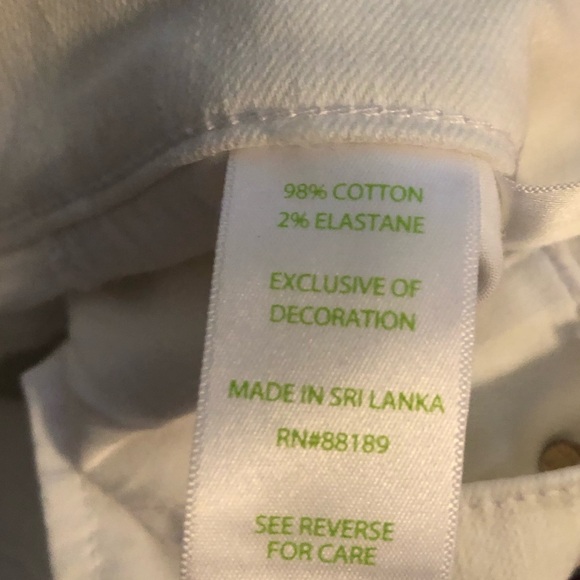 98% COTTON
2% ELASTANE
EXCLUSIVE OF
DECORATION
MADE IN SRI LANKA
RN#88189
SEE REVERSE
FOR CARE